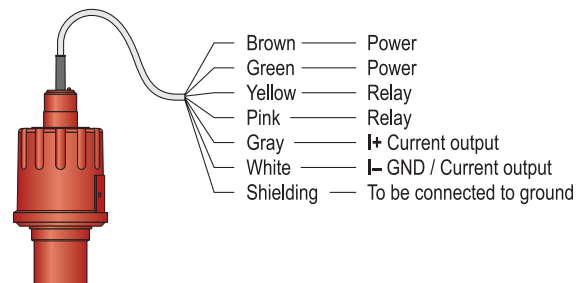 Brown Power
Green Power
Yellow Relay
Pink Relay
Gray I+ Current output
White I– GND / Current output
Shielding To be connected to ground